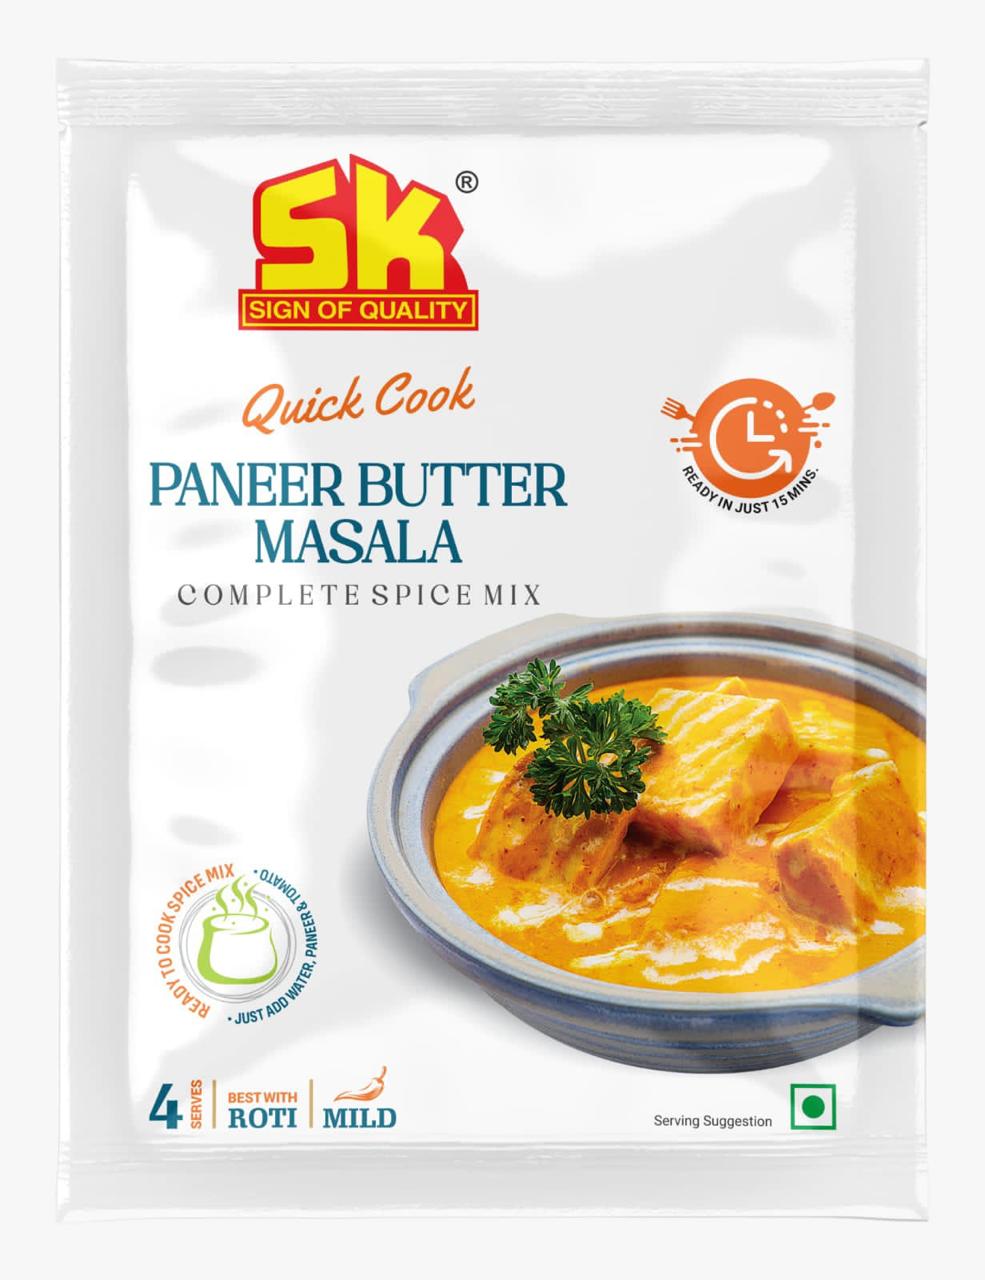 SK®
SIGN OF QUALITY
Quick Cook
PANEER BUTTER
MASALA
COMPLETE SPICE MIX
READY IN JUST 15 MINS.
READY TO COOK SPICE MIX
• JUST ADD WATER, PANEER & TOMATO •
4 SERVES
BEST WITH
ROTI
MILD
Serving Suggestion